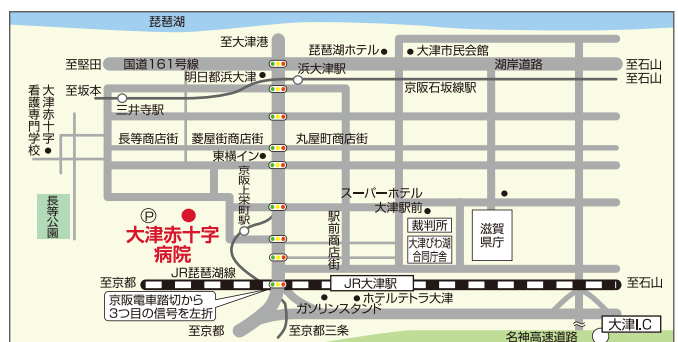 琵琶湖
至大津港
琵琶湖ホテル
大津市民会館
至堅田
国道161号線
湖岸道路
至石山
明日都浜大津
浜大津駅
至石山
至坂本
京阪石坂線駅
三井寺駅
大津赤十字
看護専門学校
長等商店街
菱屋街商店街
丸屋町商店街
東横イン
京阪上栄町駅
スーパーホテル
大津駅前
長等公園
P
大津赤十字
病院
駅前商店街
裁判所
大津びわ湖
合同庁舎
滋賀
県庁
JR琵琶湖線
至京都
JR大津駅
至石山
京阪電車踏切から
3つ目の信号を左折
ホテルテトラ大津
ガソリンスタンド
至京都
至京都三条
大津I.C
名神高速道路